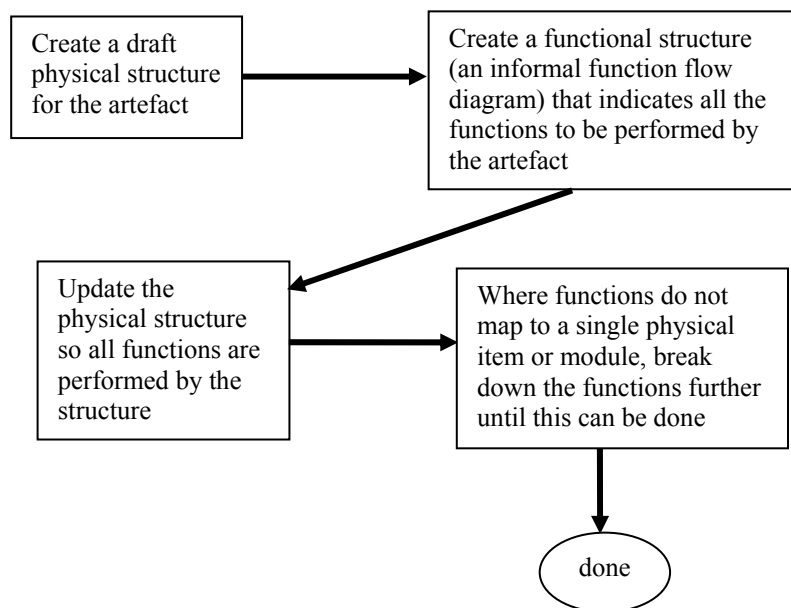 Create a draft
physical structure
for the artefact
Create a functional structure
(an informal function flow
diagram) that indicates all the
functions to be performed by
the artefact
Update the
physical structure
so all functions are
performed by the
structure
Where functions do not
map to a single physical
item or module, break
down the functions further
until this can be done
done